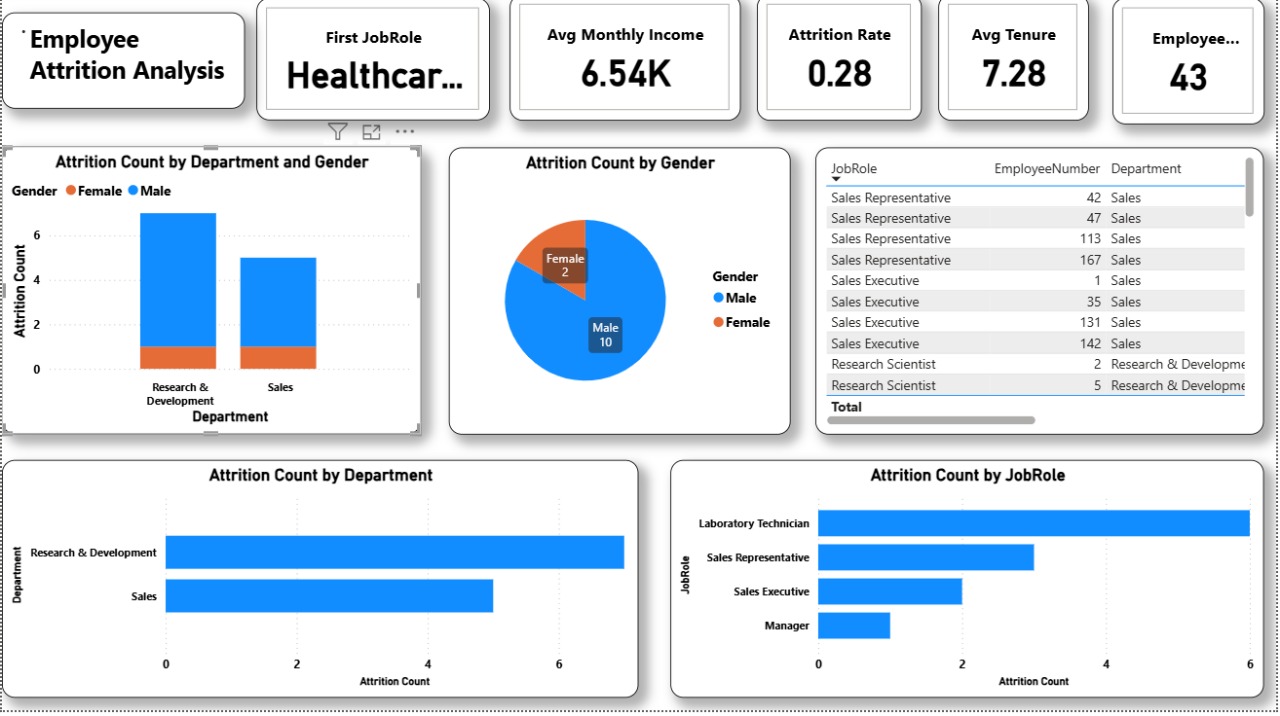 Employee
Attrition Analysis
First JobRole
Healthcar...
Avg Monthly Income
6.54K
Attrition Rate
0.28
Avg Tenure
7.28
Employee...
43
Attrition Count by Department and Gender
Gender Female Male
Attrition Count
6
4
2
0
Research &
Development
Sales
Department
Attrition Count by Gender
Female
2
Male
10
Gender
Male
Female
JobRole EmployeeNumber Department
Sales Representative 42 Sales
Sales Representative 47 Sales
Sales Representative 113 Sales
Sales Representative 167 Sales
Sales Executive 1 Sales
Sales Executive 35 Sales
Sales Executive 131 Sales
Sales Executive 142 Sales
Research Scientist 2 Research & Developme
Research Scientist 5 Research & Developme
Total
Attrition Count by Department
Department
Research & Development
Sales
0 2 4 6
Attrition Count
Attrition Count by JobRole
JobRole
Laboratory Technician
Sales Representative
Sales Executive
Manager
0 2 4 6
Attrition Count